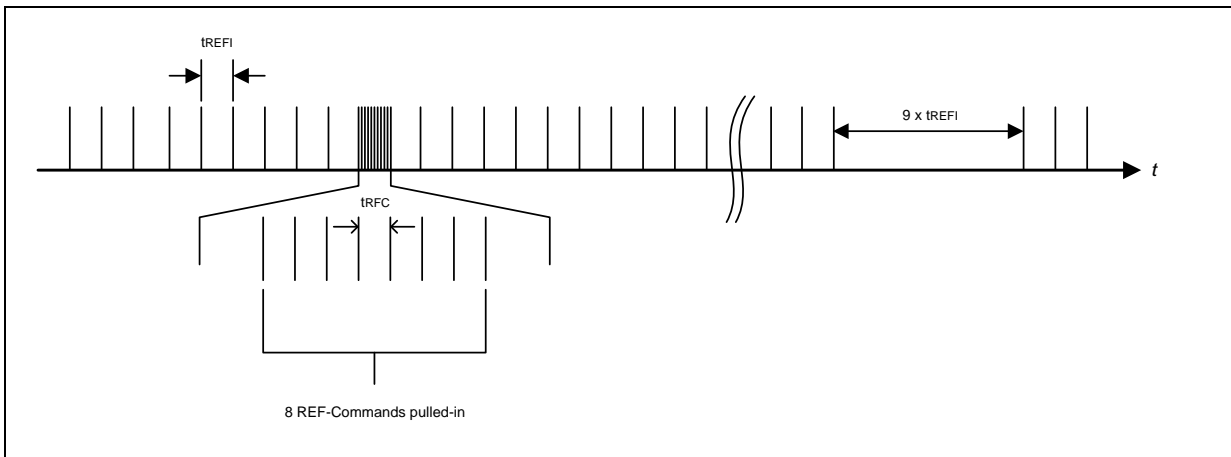 tREFI
9 x tREFI
t
tRFC
8 REF-Commands pulled-in